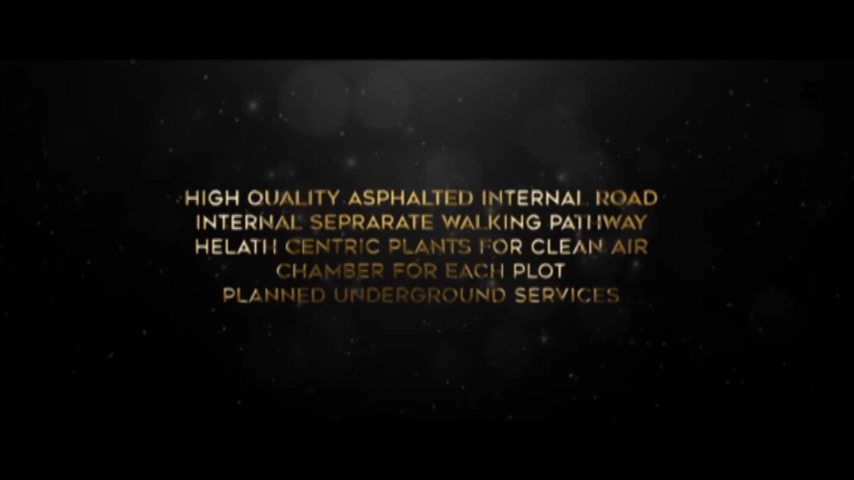 HIGH QUALITY ASPHALTED INTERNAL ROAD
INTERNAL SEPRARATE WALKING PATHWAY
HELATH CENTRIC PLANTS FOR CLEAN AIR
CHAMBER FOR EACH PLOT
PLANNED UNDERGROUND SERVICES